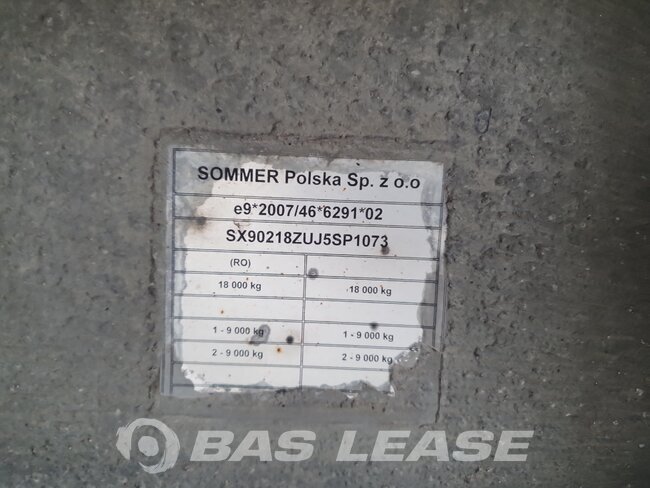 SOMMER Polska Sp. z o.o
e9*2007/46*6291*02
SX90218ZUJ5SP1073
(RO)
18 000 kg 18 000 kg
1 - 9 000 kg 1 - 9 000 kg
2 - 9 000 kg 2 - 9 000 kg
BAS LEASE